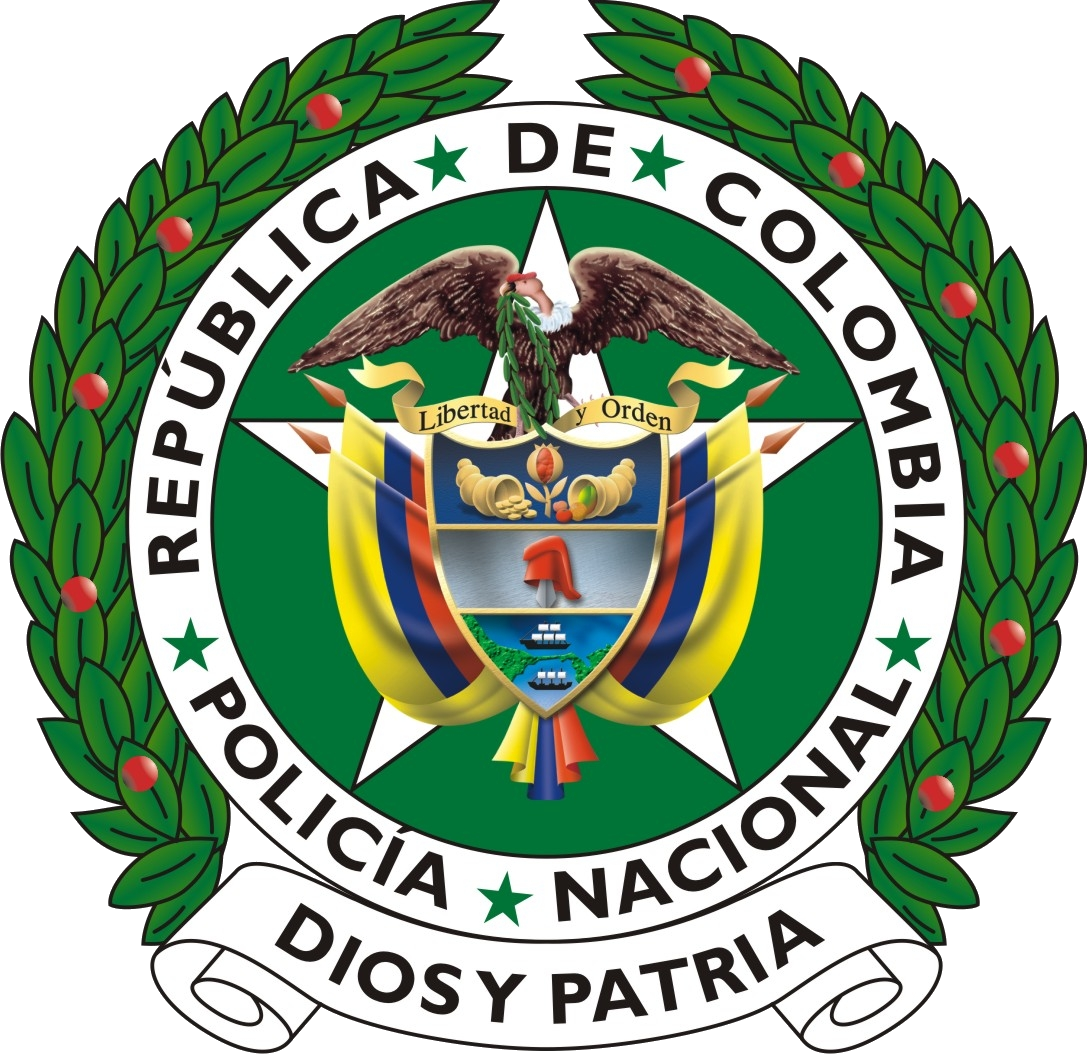 REPÚBLICA DE COLOMBIA
Libertad y Orden
POLICÍA NACIONAL
DIOS Y PATRIA